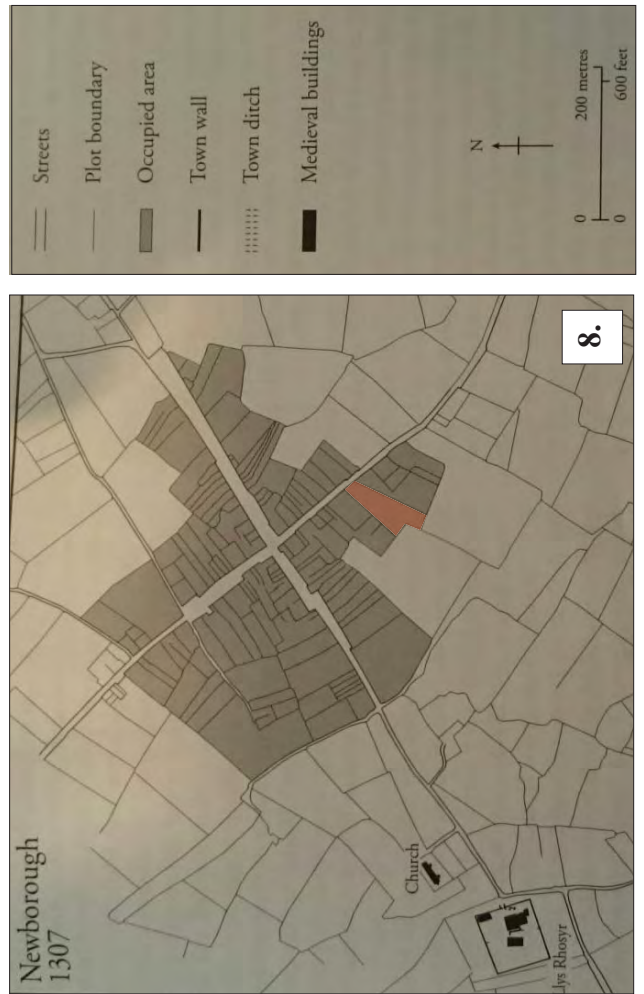 Streets
Plot boundary
Occupied area
Town wall
Town ditch
Medieval buildings
N
0 200 metres
0 600 feet
Newborough
1307
Church
Llys Rhosyr
8.